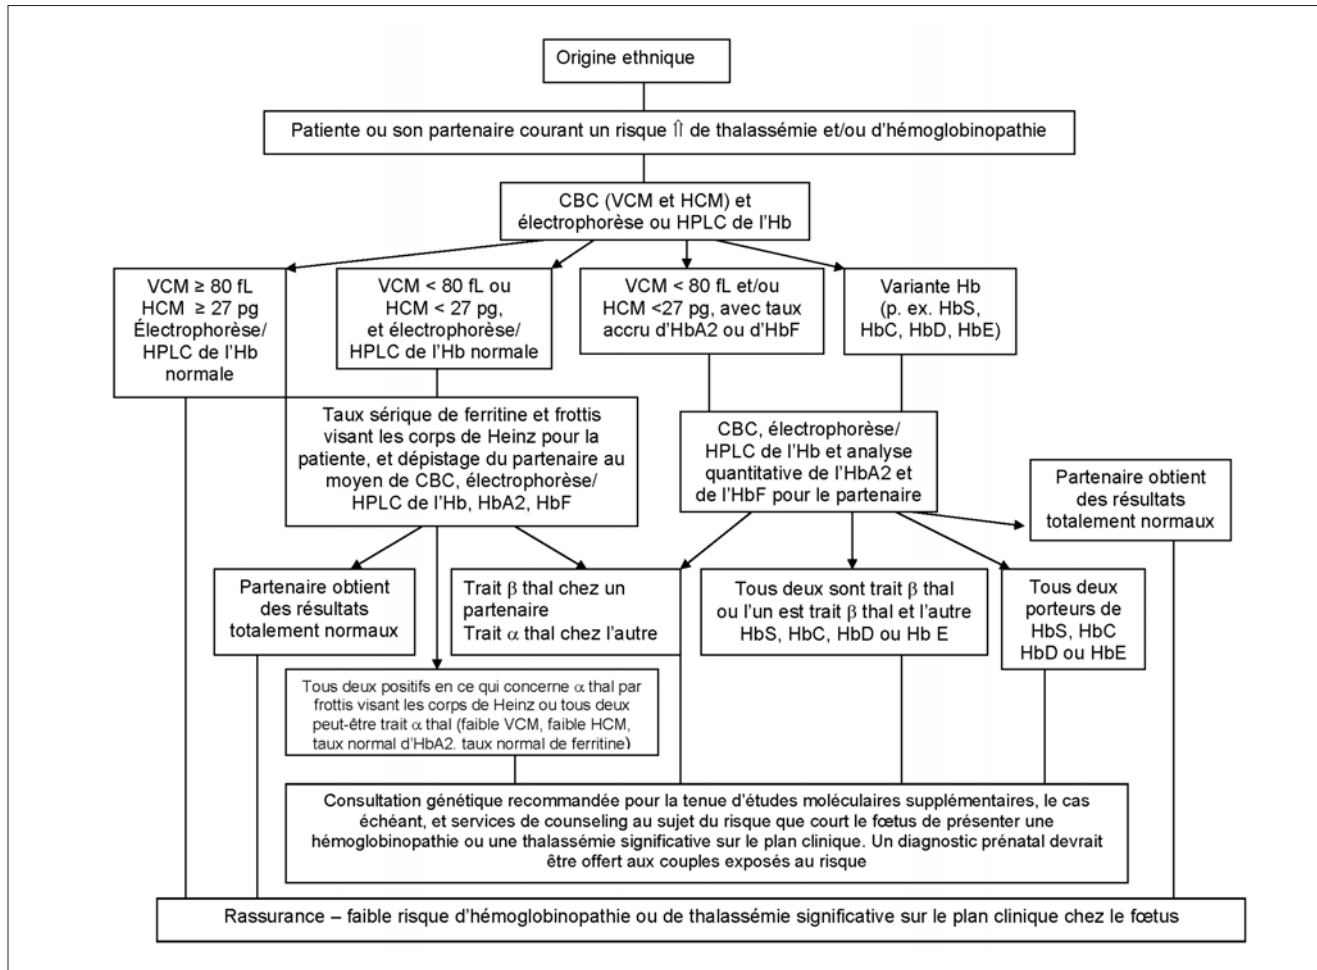 Origine ethnique
Patiente ou son partenaire courant un risque ⇑ de thalassémie et/ou d'hémoglobinopathie
CBC (VCM et HCM) et
électrophorèse ou HPLC de l'Hb
VCM ≥ 80 fL
HCM ≥ 27 pg
Électrophorèse/
HPLC de l'Hb
normale
VCM < 80 fL ou
HCM < 27 pg,
et électrophorèse/
HPLC de l'Hb normale
VCM < 80 fL et/ou
HCM <27 pg, avec taux
accru d'HbA2 ou d'HbF
Variante Hb
(p. ex. HbS,
HbC, HbD, HbE)
Taux sérique de ferritine et frottis
visant les corps de Heinz pour la
patiente, et dépistage du partenaire au
moyen de CBC, électrophorèse/
HPLC de l'Hb, HbA2, HbF
CBC, électrophorèse/
HPLC de l'Hb et analyse
quantitative de l'HbA2 et
de l'HbF pour le partenaire
Partenaire obtient
des résultats
totalement normaux
Partenaire obtient
des résultats
totalement normaux
Trait β thal chez un
partenaire
Trait α thal chez l'autre
Tous deux sont trait β thal
ou l'un est trait β thal et l'autre
HbS, HbC, HbD ou Hb E
Tous deux
porteurs de
HbS, HbC
HbD ou HbE
Tous deux positifs en ce qui concerne α thal par
frottis visant les corps de Heinz ou tous deux
peut-être trait α thal (faible VCM, faible HCM,
taux normal d'HbA2. taux normal de ferritine)
Consultation génétique recommandée pour la tenue d'études moléculaires supplémentaires, le cas
échéant, et services de counseling au sujet du risque que court le fœtus de présenter une
hémoglobinopathie ou une thalassémie significative sur le plan clinique. Un diagnostic prénatal devrait
être offert aux couples exposés au risque
Rassurance – faible risque d'hémoglobinopathie ou de thalassémie significative sur le plan clinique chez le fœtus